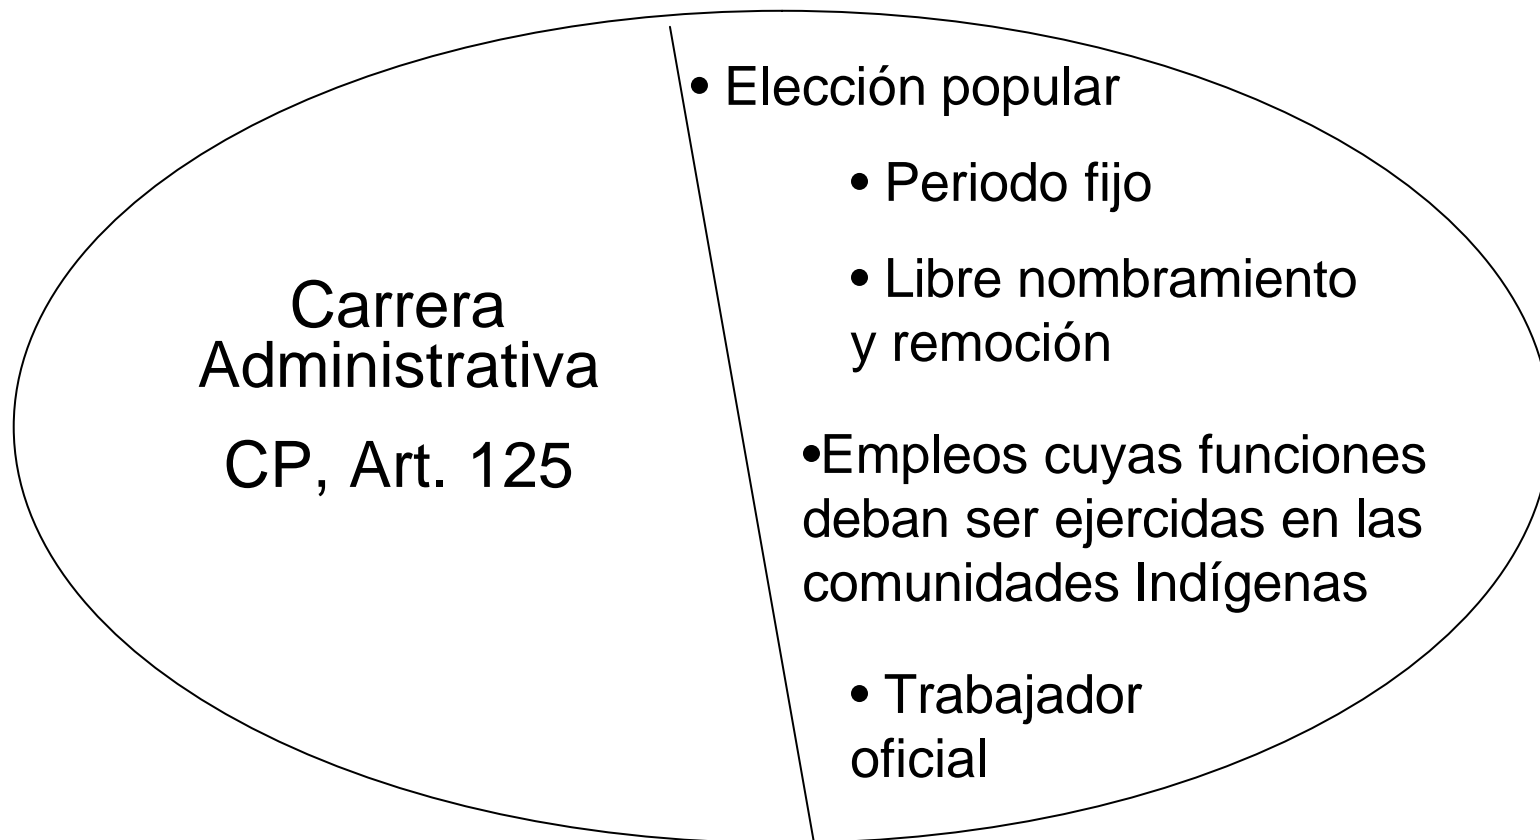 Carrera
Administrativa
CP, Art. 125
• Elección popular
• Periodo fijo
• Libre nombramiento
y remoción
•Empleos cuyas funciones
deban ser ejercidas en las
comunidades Indígenas
• Trabajador
oficial